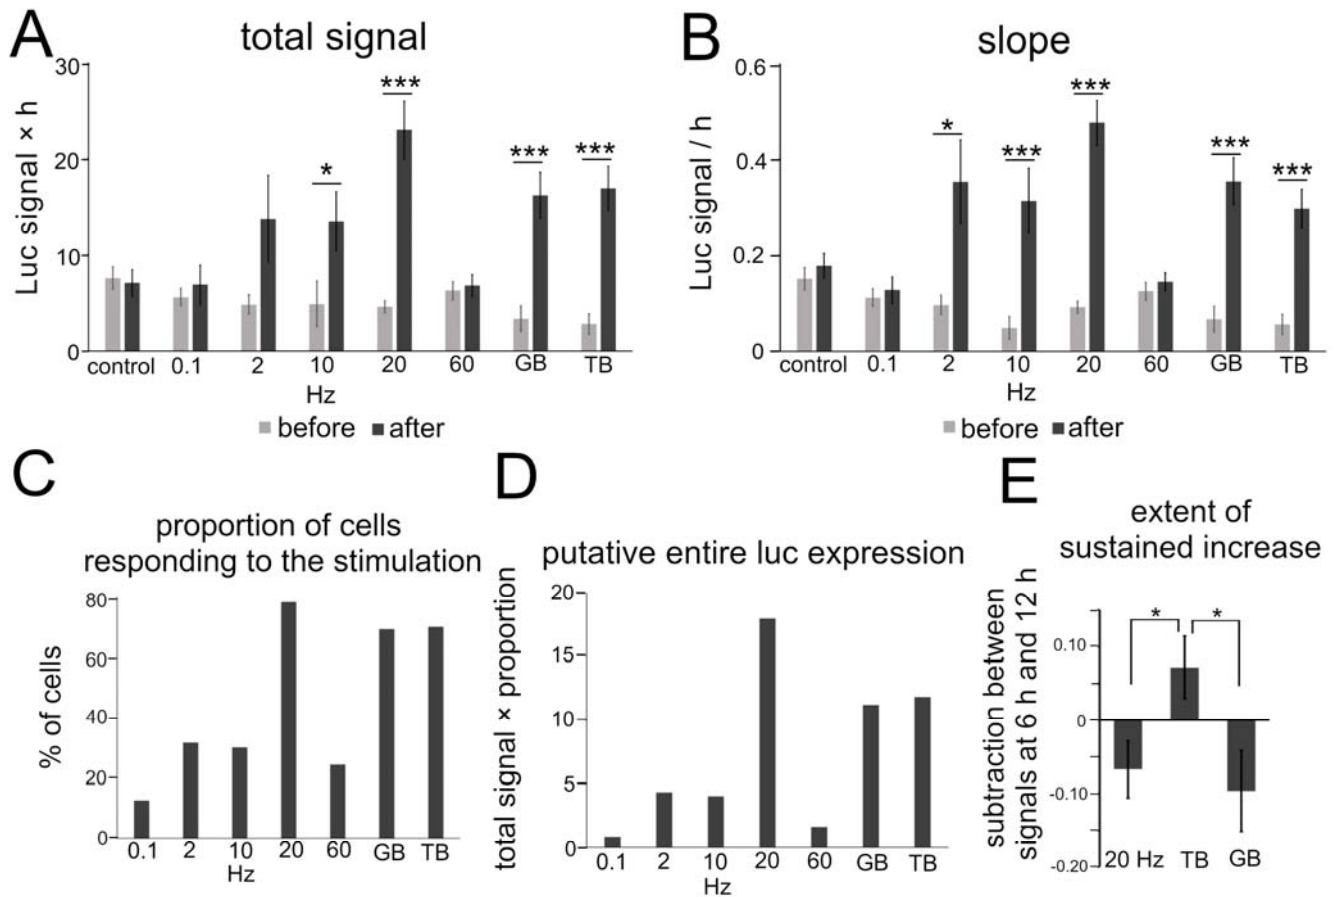 A
total signal
Luc signal × h
30
20
10
0
*
***
***
***
control 0.1 2 10 20 60 GB TB
Hz
before after
B
slope
Luc signal / h
0.6
0.4
0.2
0
*
***
***
***
***
control 0.1 2 10 20 60 GB TB
Hz
before after
C
proportion of cells
responding to the stimulation
% of cells
80
60
40
20
0
0.1 2 10 20 60 GB TB
Hz
D
putative entire luc expression
total signal × proportion
20
15
10
5
0
0.1 2 10 20 60 GB TB
Hz
E
extent of
sustained increase
subtraction between
signals at 6 h and 12 h
0.10
0
-0.10
-0.20
* *
20 Hz TB GB